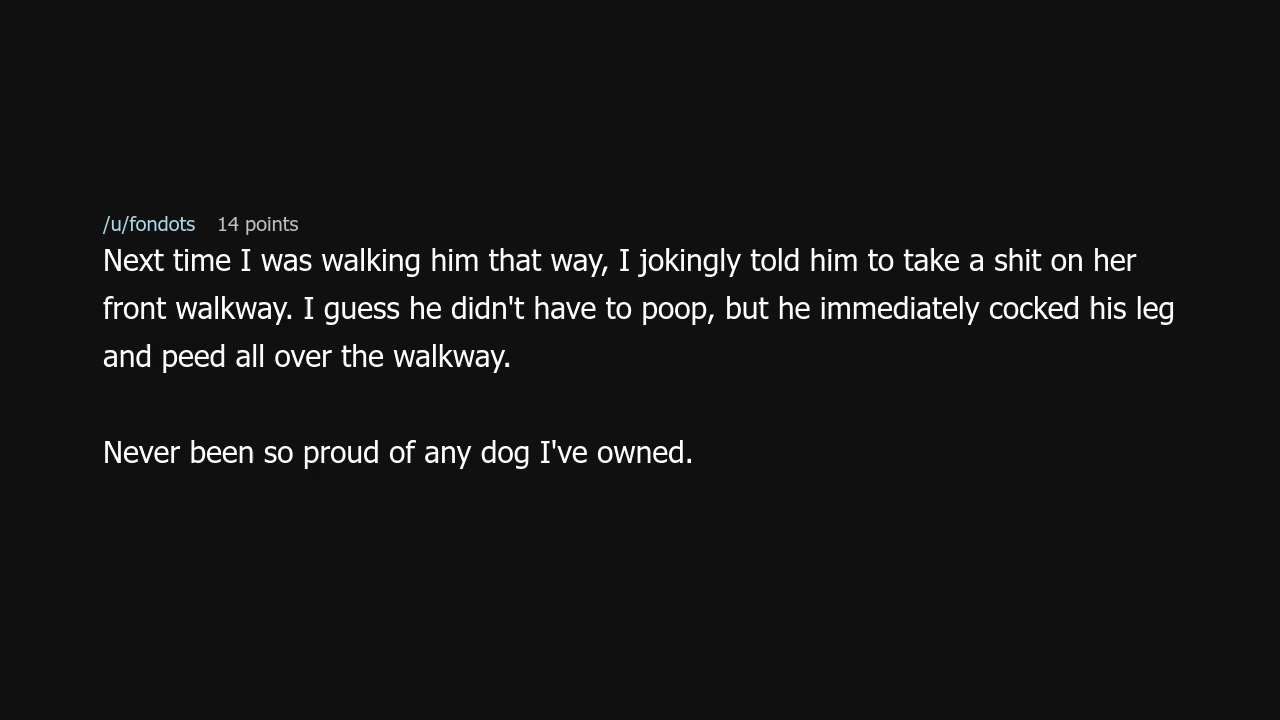 /u/fondots 14 points
Next time I was walking him that way, I jokingly told him to take a shit on her
front walkway. I guess he didn't have to poop, but he immediately cocked his leg
and peed all over the walkway.
Never been so proud of any dog I've owned.